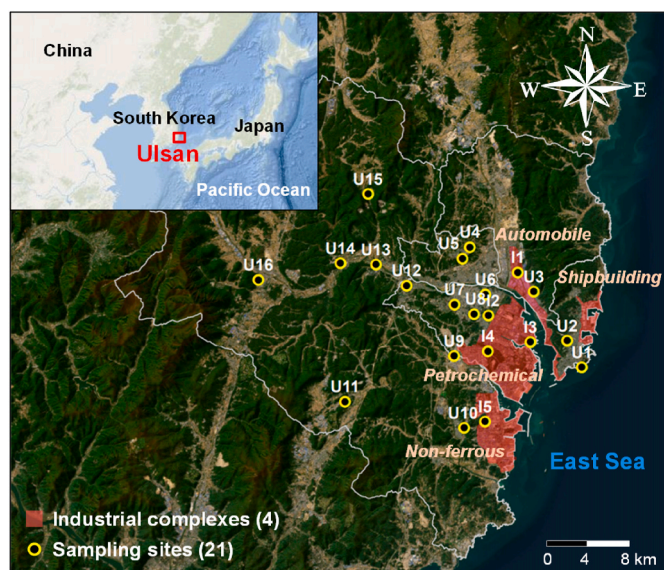 China
South Korea
Japan
Ulsan
Pacific Ocean
N
W E
S
U15
U4
Automobile
U5
U14 U13
I1
U16
U12
U6
U3
Shipbuilding
U7
U8 I2
U9
I4
I3
U2
U1
Petrochemical
U11
U10 I5
Non-ferrous
East Sea
Industrial complexes (4)
Sampling sites (21)
0 4 8 km